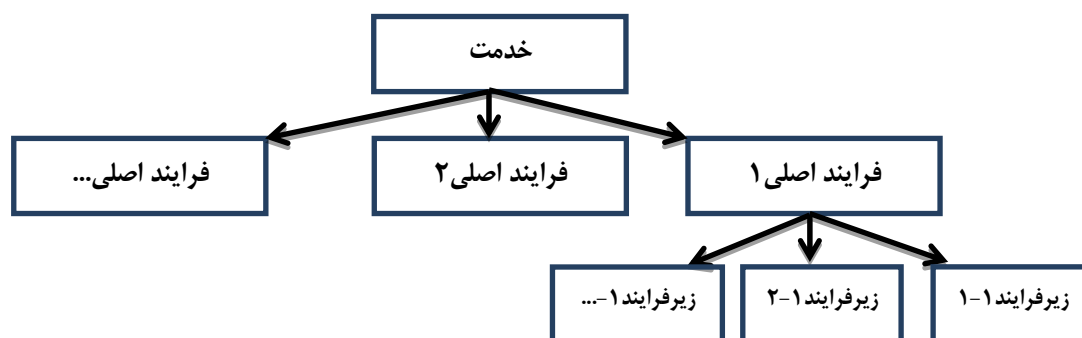 خدمت
فرایند اصلی۱
فرایند اصلی۲
فرایند اصلی...
زیرفرایند۱-۱
زیرفرایند۱-۲
زیرفرایند۱-...